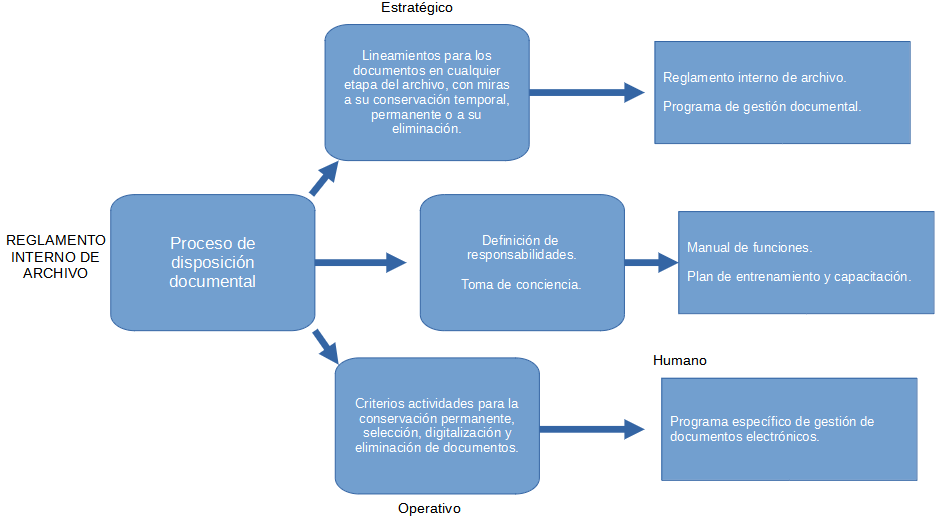 Estratégico
Lineamientos para los
documentos en cualquier
etapa del archivo, con miras
a su conservación temporal,
permanente o a su
eliminación.
Reglamento interno de archivo.
Programa de gestión documental.
REGLAMENTO
INTERNO DE
ARCHIVO
Proceso de
disposición
documental
Definición de
responsabilidades.
Toma de conciencia.
Manual de funciones.
Plan de entrenamiento y capacitación.
Humano
Criterios actividades para la
conservación permanente,
selección, digitalización y
eliminación de documentos.
Programa específico de gestión de
documentos electrónicos.
Operativo